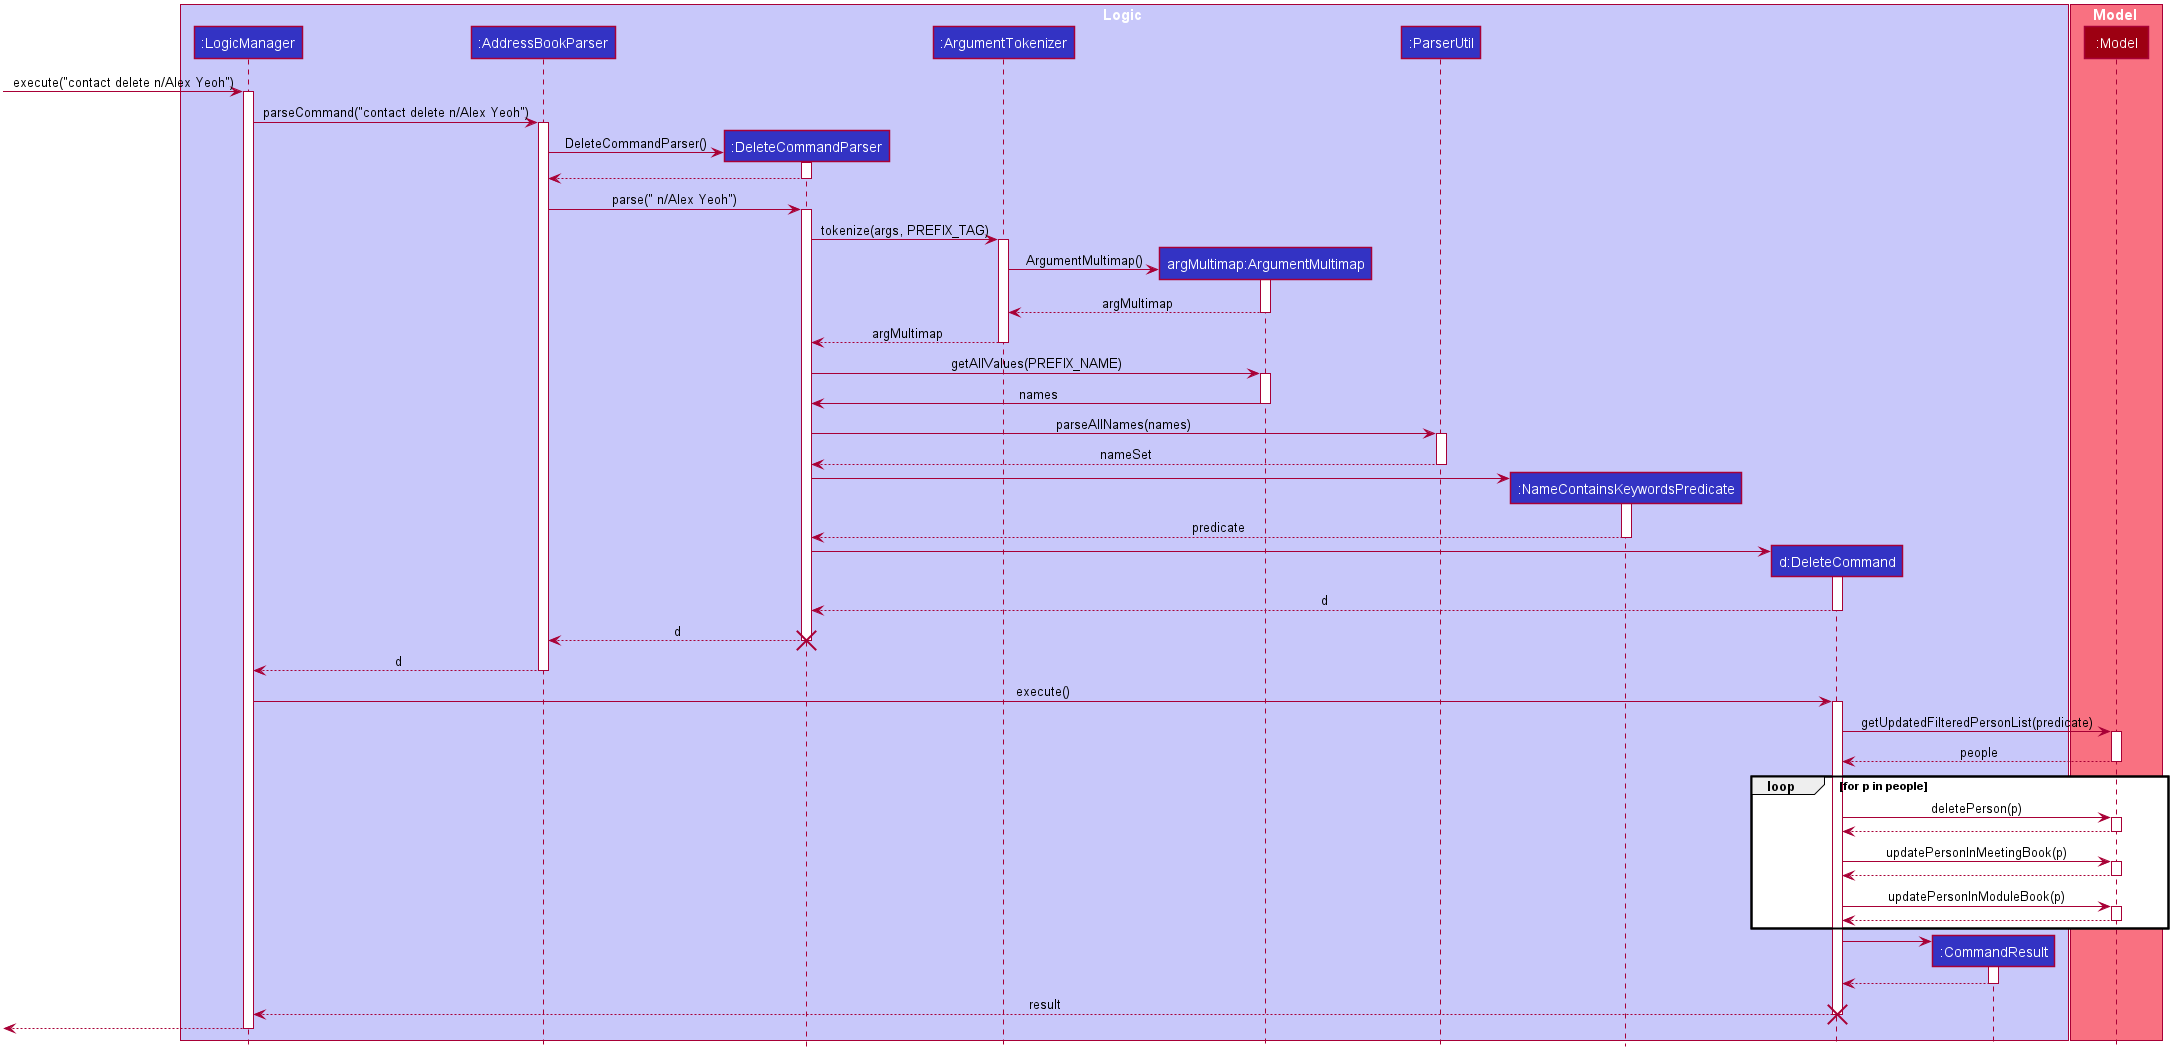 Logic
Model
:LogicManager
:AddressBookParser
:ArgumentTokenizer
:ParserUtil
:Model
execute("contact delete n/Alex Yeoh")
parseCommand("contact delete n/Alex Yeoh")
DeleteCommandParser()
:DeleteCommandParser
parse(" n/Alex Yeoh")
tokenize(args, PREFIX_TAG)
ArgumentMultimap()
argMultimap:ArgumentMultimap
argMultimap
argMultimap
getAllValues(PREFIX_NAME)
names
parseAllNames(names)
nameSet
:NameContainsKeywordsPredicate
predicate
d:DeleteCommand
d
d
d
execute()
getUpdatedFilteredPersonList(predicate)
people
loop
[for p in people]
deletePerson(p)
updatePersonInMeetingBook(p)
updatePersonInModuleBook(p)
:CommandResult
result